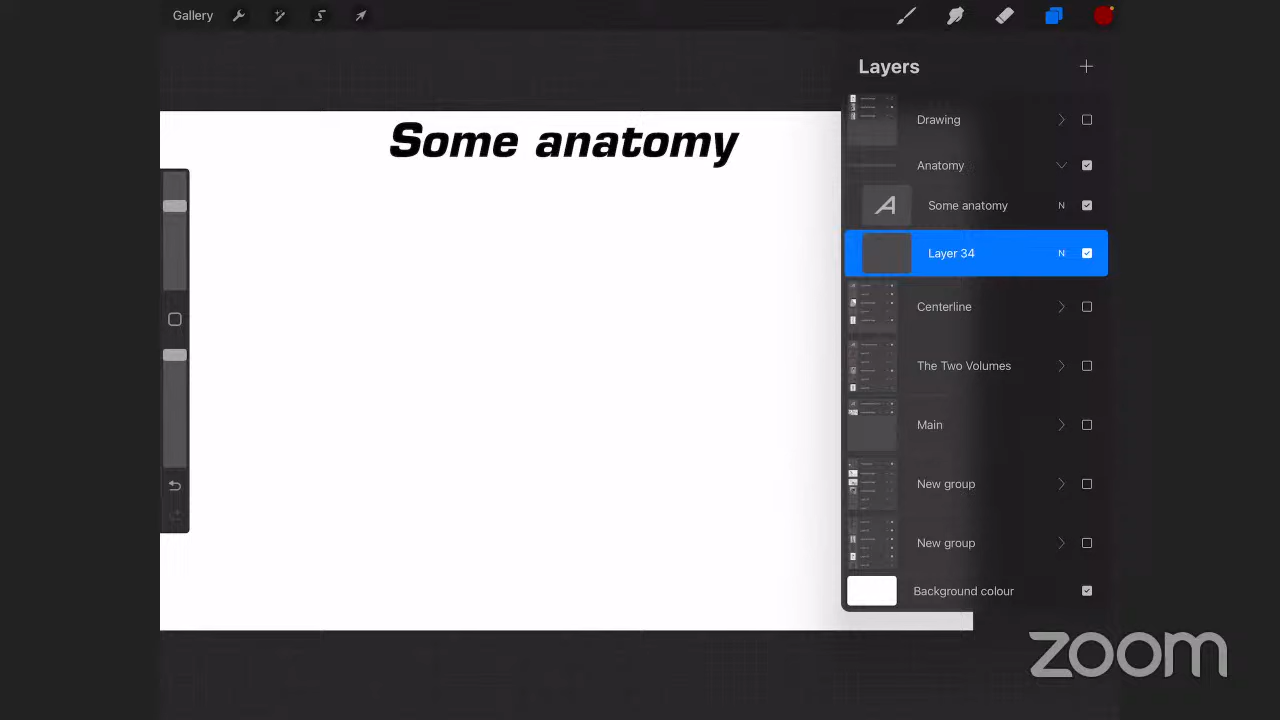 Gallery
Layers
Drawing
Some anatomy
Anatomy
A
Some anatomy N
Layer 34 N
Centerline
The Two Volumes
Main
New group
New group
Background colour
zoom